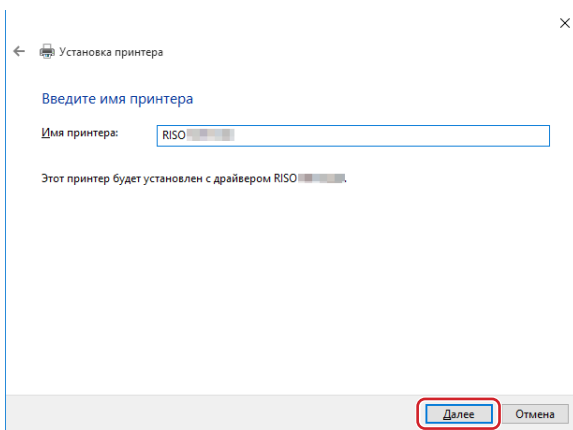 Установка принтера
Введите имя принтера
Имя принтера: RISO
Этот принтер будет установлен с драйвером RISO .
Далее Отмена